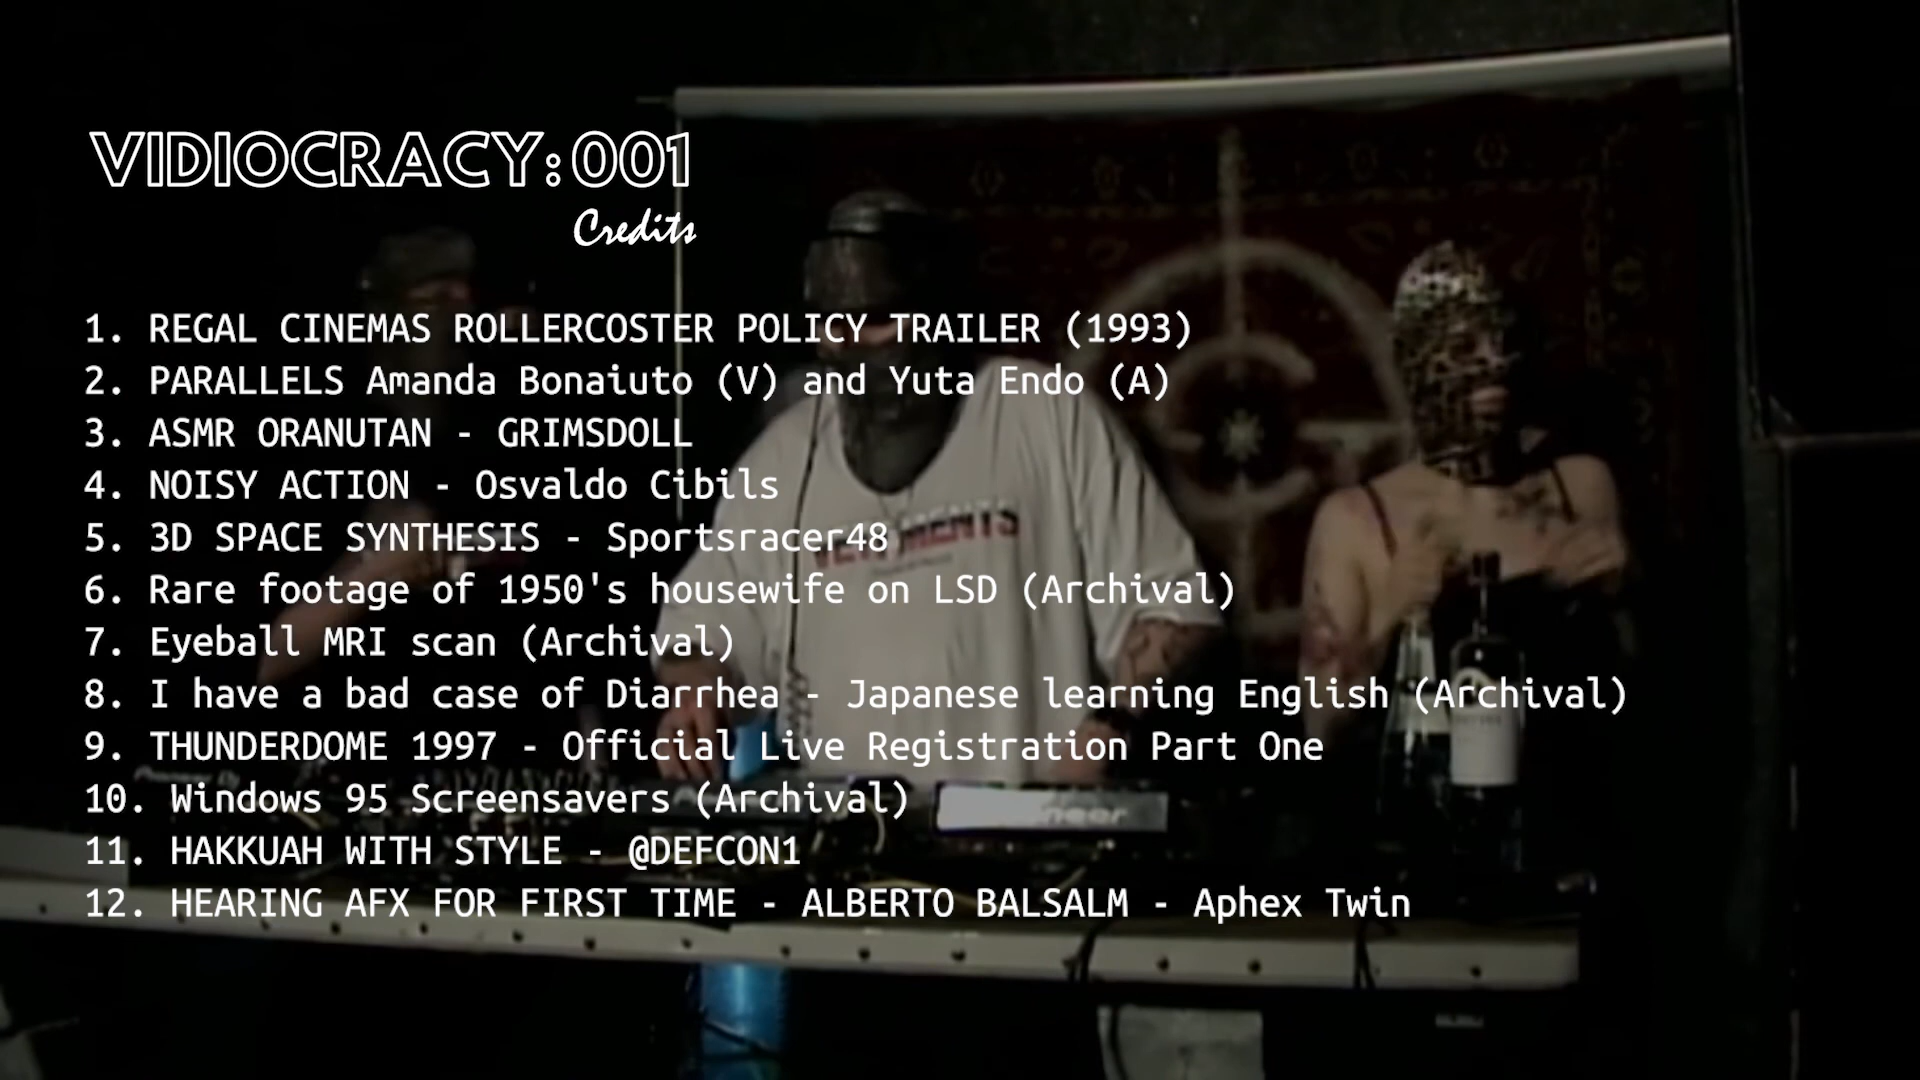 VIDIOCRACY:001
Credits
1. REGAL CINEMAS ROLLERCOSTER POLICY TRAILER (1993)
2. PARALLELS Amanda Bonaiuto (V) and Yuta Endo (A)
3. ASMR ORANUTAN - GRIMSDOLL
4. NOISY ACTION - Osvaldo Cibils
5. 3D SPACE SYNTHESIS - Sportsracer48
6. Rare footage of 1950's housewife on LSD (Archival)
7. Eyeball MRI scan (Archival)
8. I have a bad case of Diarrhea - Japanese learning English (Archival)
9. THUNDERDOME 1997 - Official Live Registration Part One
10. Windows 95 Screensavers (Archival)
11. HAKKUAH WITH STYLE - @DEFCON1
12. HEARING AFX FOR FIRST TIME - ALBERTO BALSALM - Aphex Twin